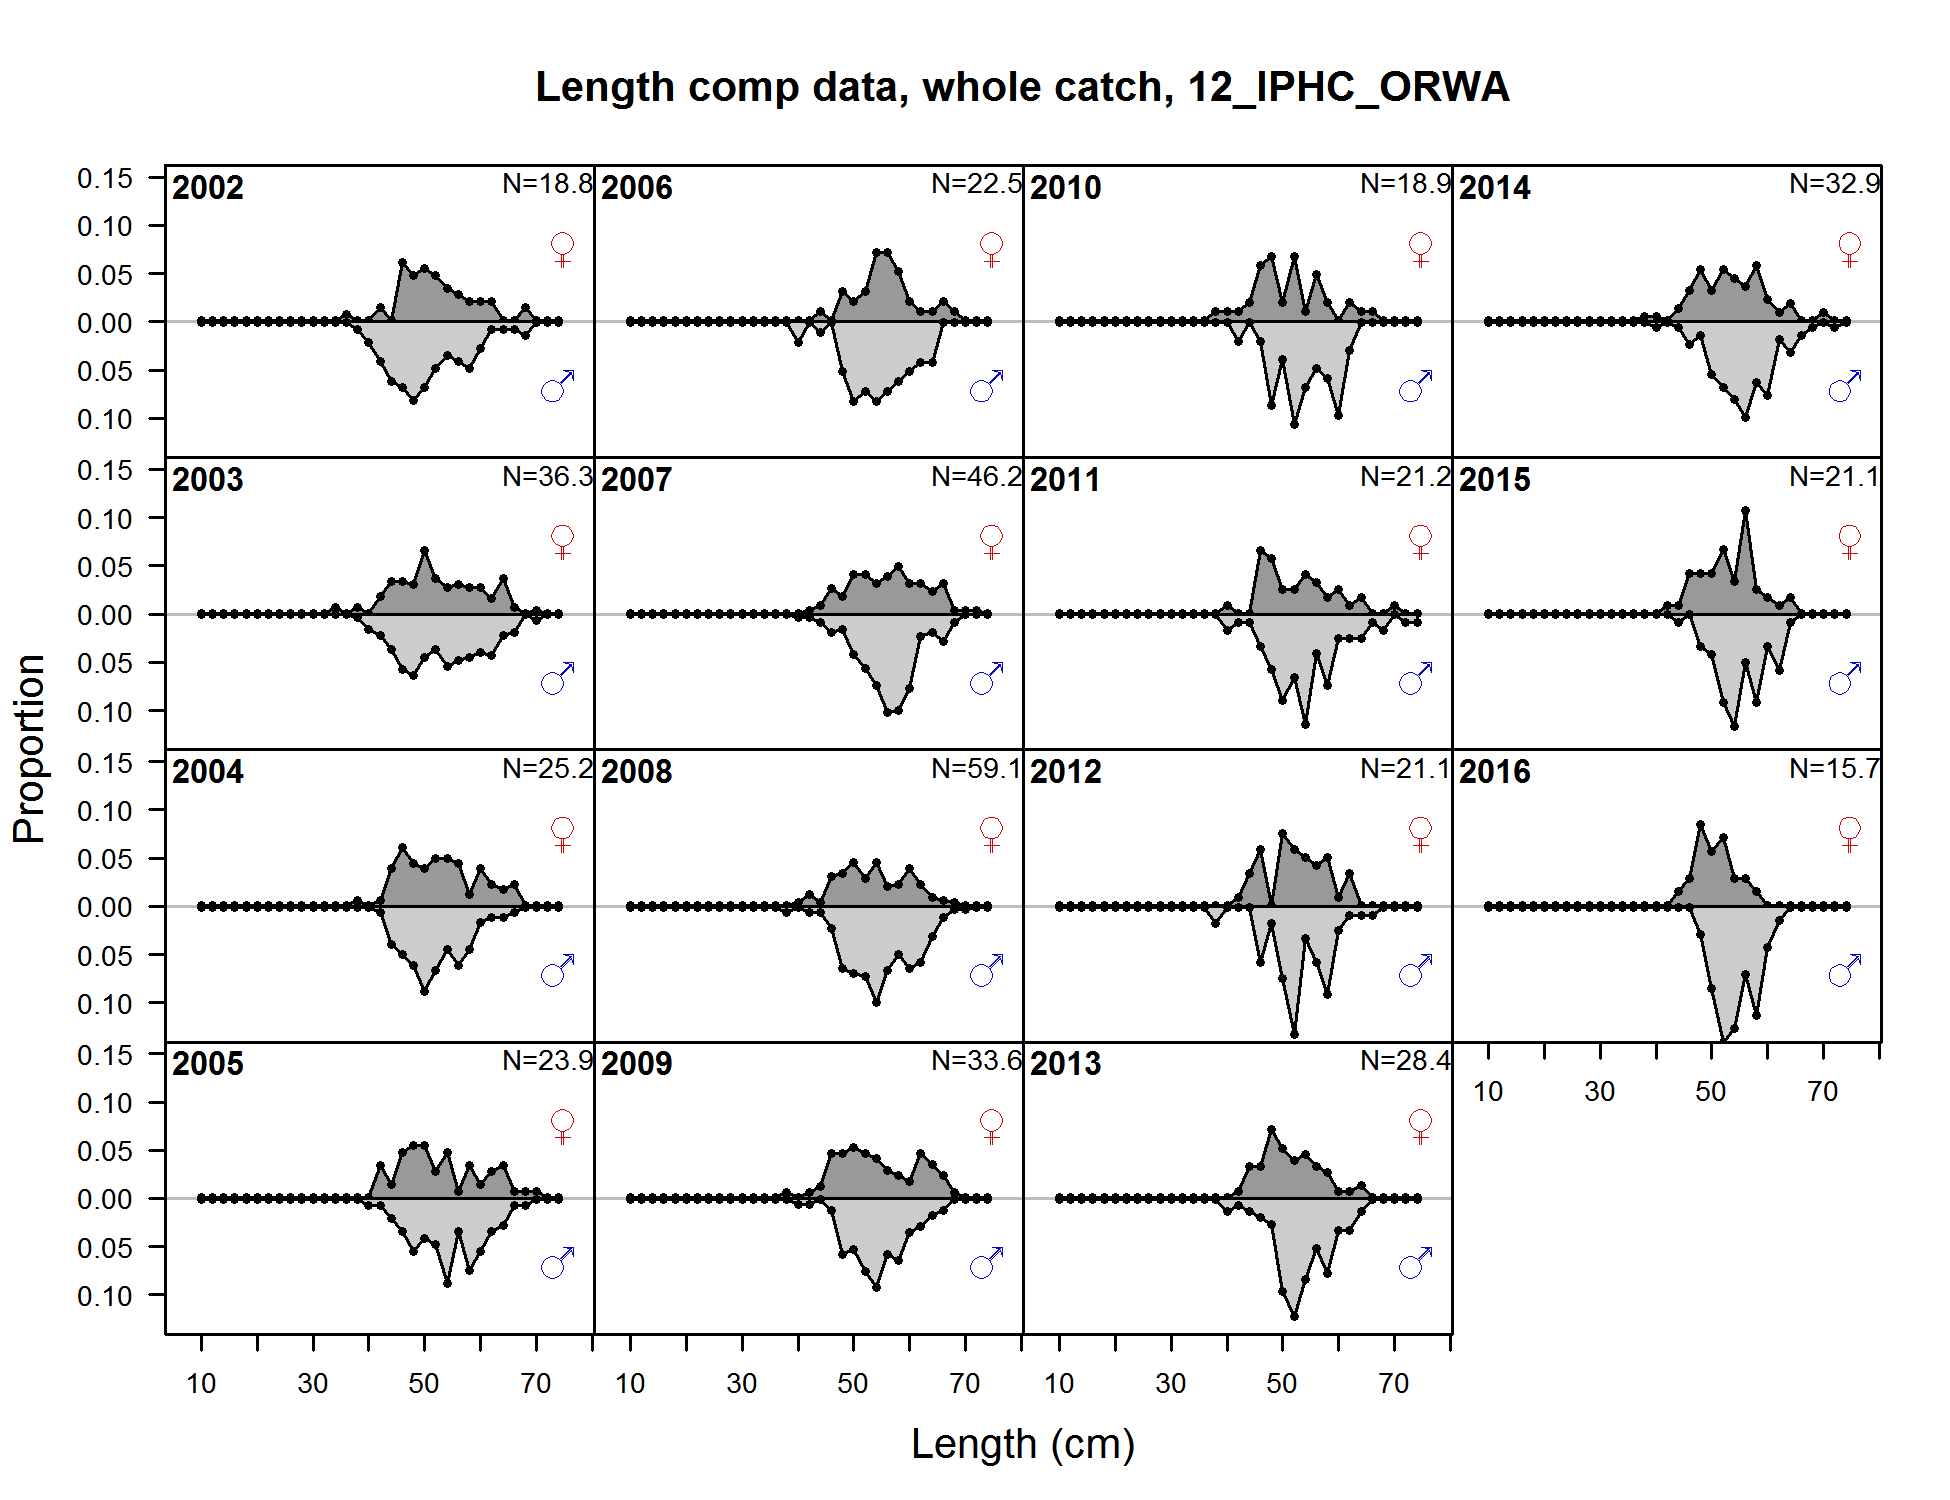 Length comp data, whole catch, 12_IPHC_ORWA
0.15
0.10
0.05
0.00
0.05
0.10
2002 N=18.8
2006 N=22.5
2010 N=18.9
2014 N=32.9
0.15
0.10
0.05
0.00
0.05
0.10
2003 N=36.3
2007 N=46.2
2011 N=21.2
2015 N=21.1
0.15
0.10
0.05
0.00
0.05
0.10
2004 N=25.2
2008 N=59.1
2012 N=21.1
2016 N=15.7
0.15
0.10
0.05
0.00
0.05
0.10
2005 N=23.9
2009 N=33.6
2013 N=28.4
10 30 50 70
10 30 50 70
10 30 50 70
10 30 50 70
Proportion
Length (cm)